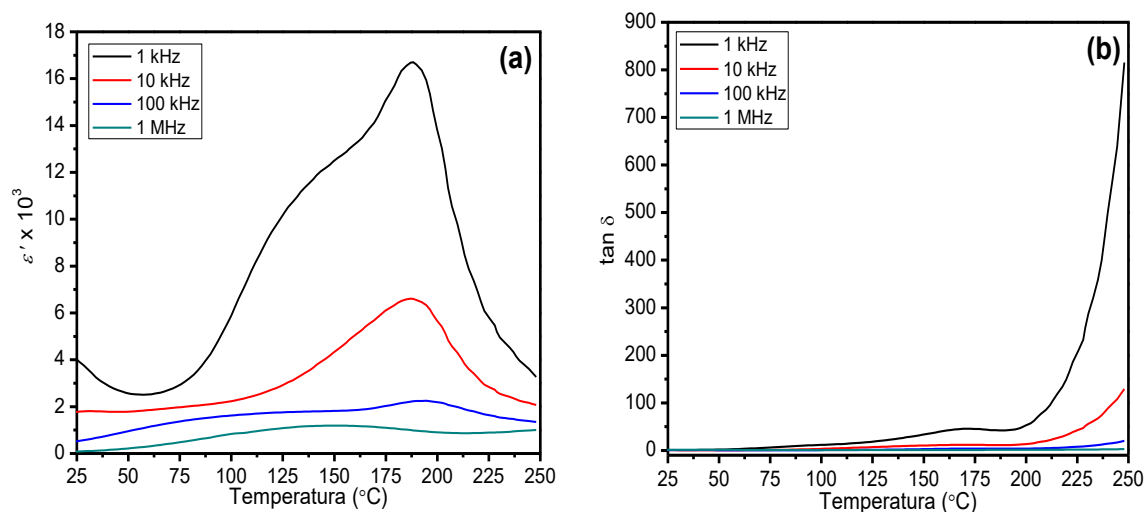 (a)
1 kHz
10 kHz
100 kHz
1 MHz
18
16
14
12
10
8
6
4
2
0
ε′ x 10³
25 50 75 100 125 150 175 200 225 250
Temperatura (°C)
(b)
1 kHz
10 kHz
100 kHz
1 MHz
900
800
700
600
500
400
300
200
100
0
tan δ
25 50 75 100 125 150 175 200 225 250
Temperatura (°C)